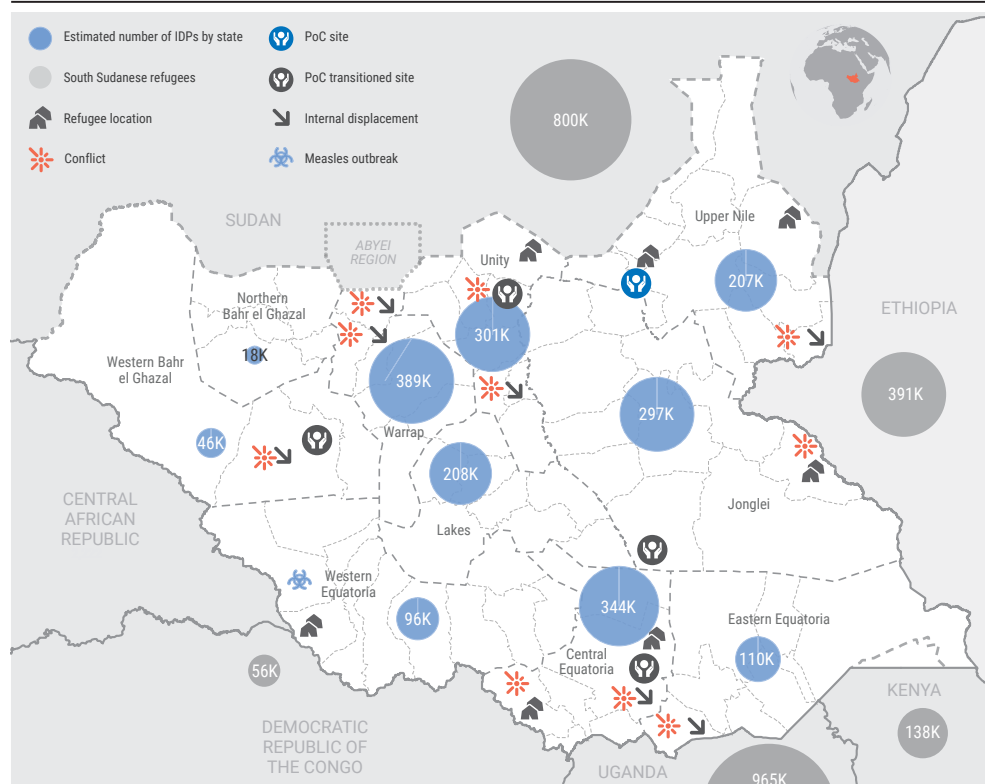 Estimated number of IDPs by state
PoC site
South Sudanese refugees
PoC transitioned site
Refugee location
Internal displacement
Conflict
Measles outbreak
800K
SUDAN
ABYEI
REGION
Unity
Upper Nile
207K
ETHIOPIA
Northern
Bahr el Ghazal
301K
18K
Western Bahr
el Ghazal
389K
391K
297K
Warrap
46K
208K
CENTRAL
AFRICAN
REPUBLIC
Jonglei
Lakes
Western
Equatoria
344K
96K
Eastern Equatoria
Central
Equatoria
110K
56K
KENYA
138K
DEMOCRATIC
REPUBLIC OF
THE CONGO
UGANDA
965K